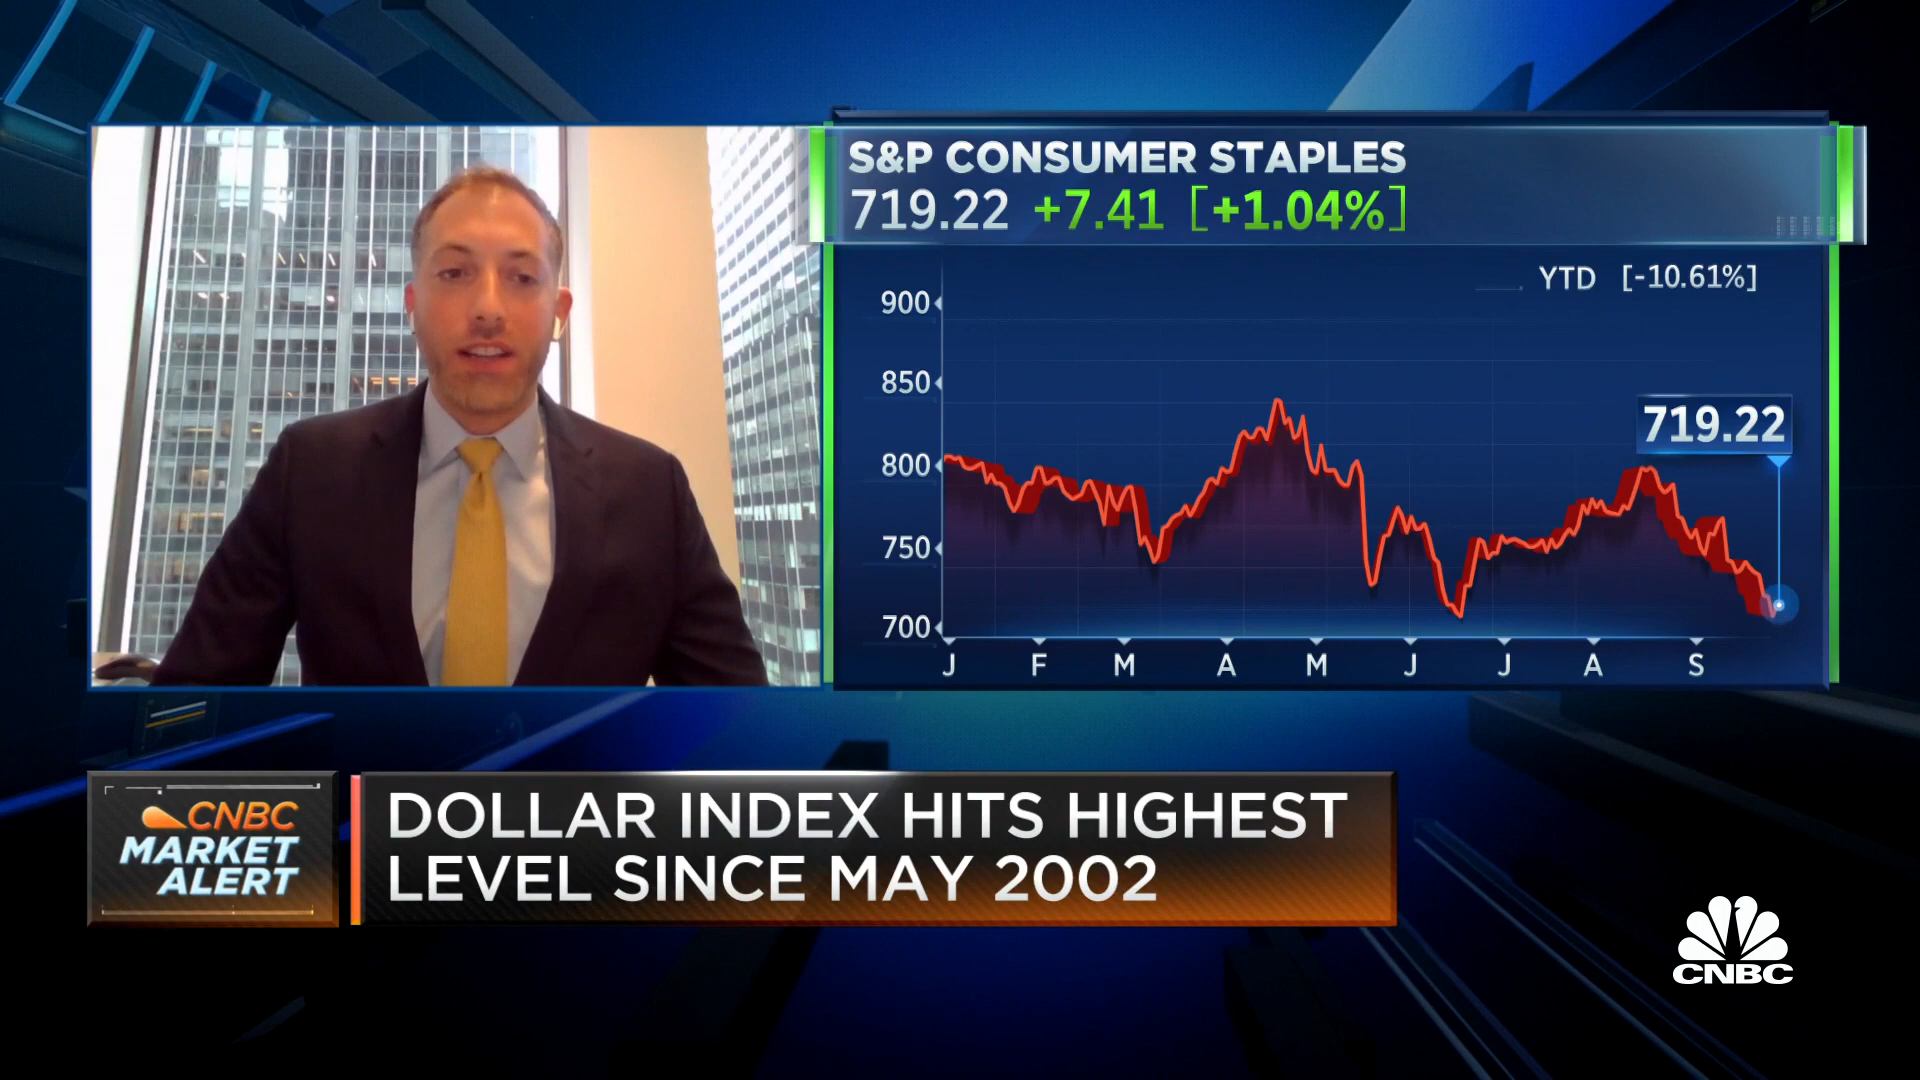 S&P CONSUMER STAPLES
719.22 +7.41 [+1.04%]
YTD [-10.61%]
900
850
800
750
700
719.22
J F M A M J J A S
CNBC
MARKET
ALERT
DOLLAR INDEX HITS HIGHEST
LEVEL SINCE MAY 2002
CNBC